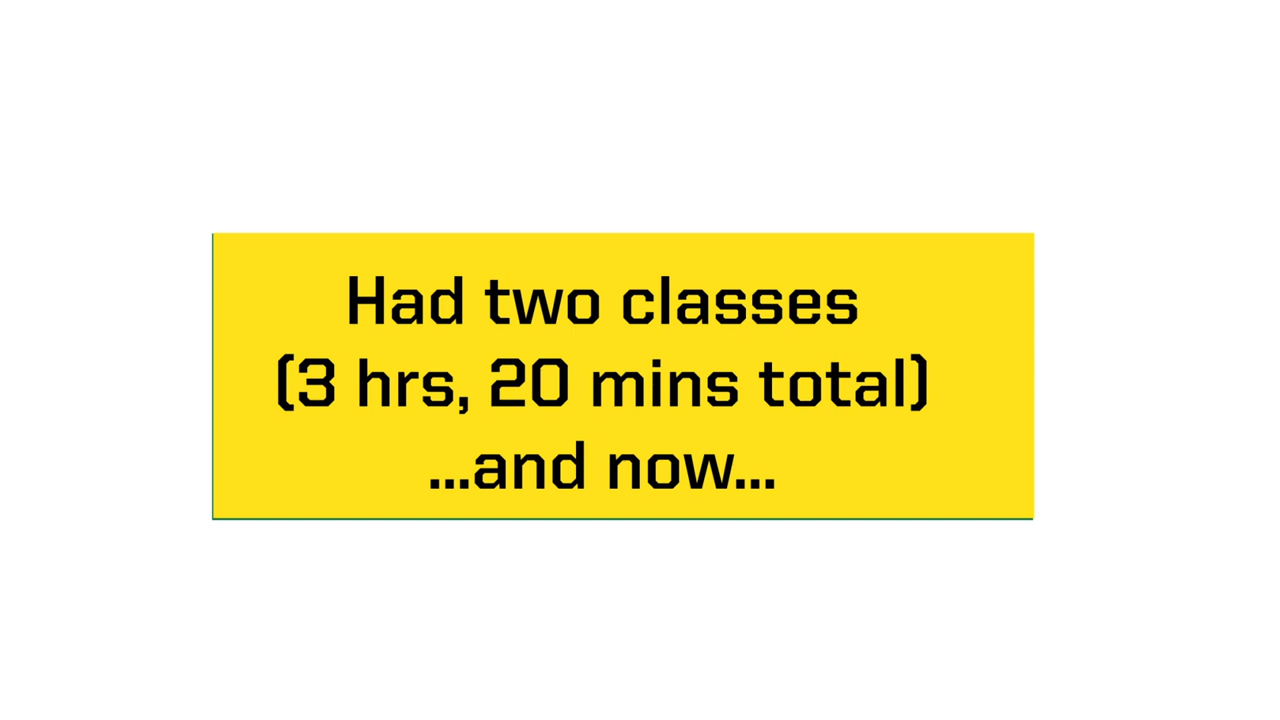 Had two classes
(3 hrs, 20 mins total)
...and now...